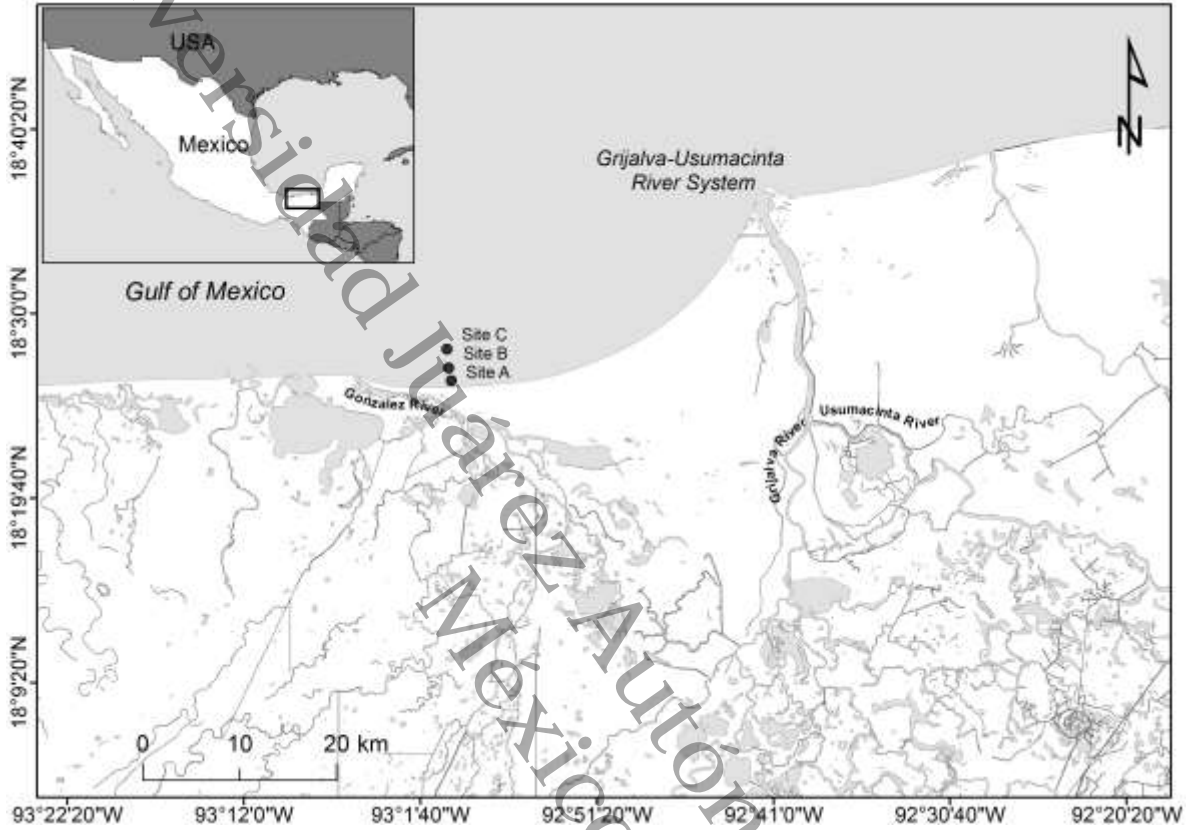 USA
Mexico
18°40'20"N
Grijalva-Usumacinta
River System
N
Gulf of Mexico
18°30'0"N
Site C
Site B
Site A
Gonzalez River
Usumacinta River
Grijalva River
18°19'40"N
18°9'20"N
0 10 20 km
93°22'20"W 93°12'0"W 93°1'40"W 92°51'20"W 92°41'0"W 92°30'40"W 92°20'20"W
versidad Juárez Autón
México